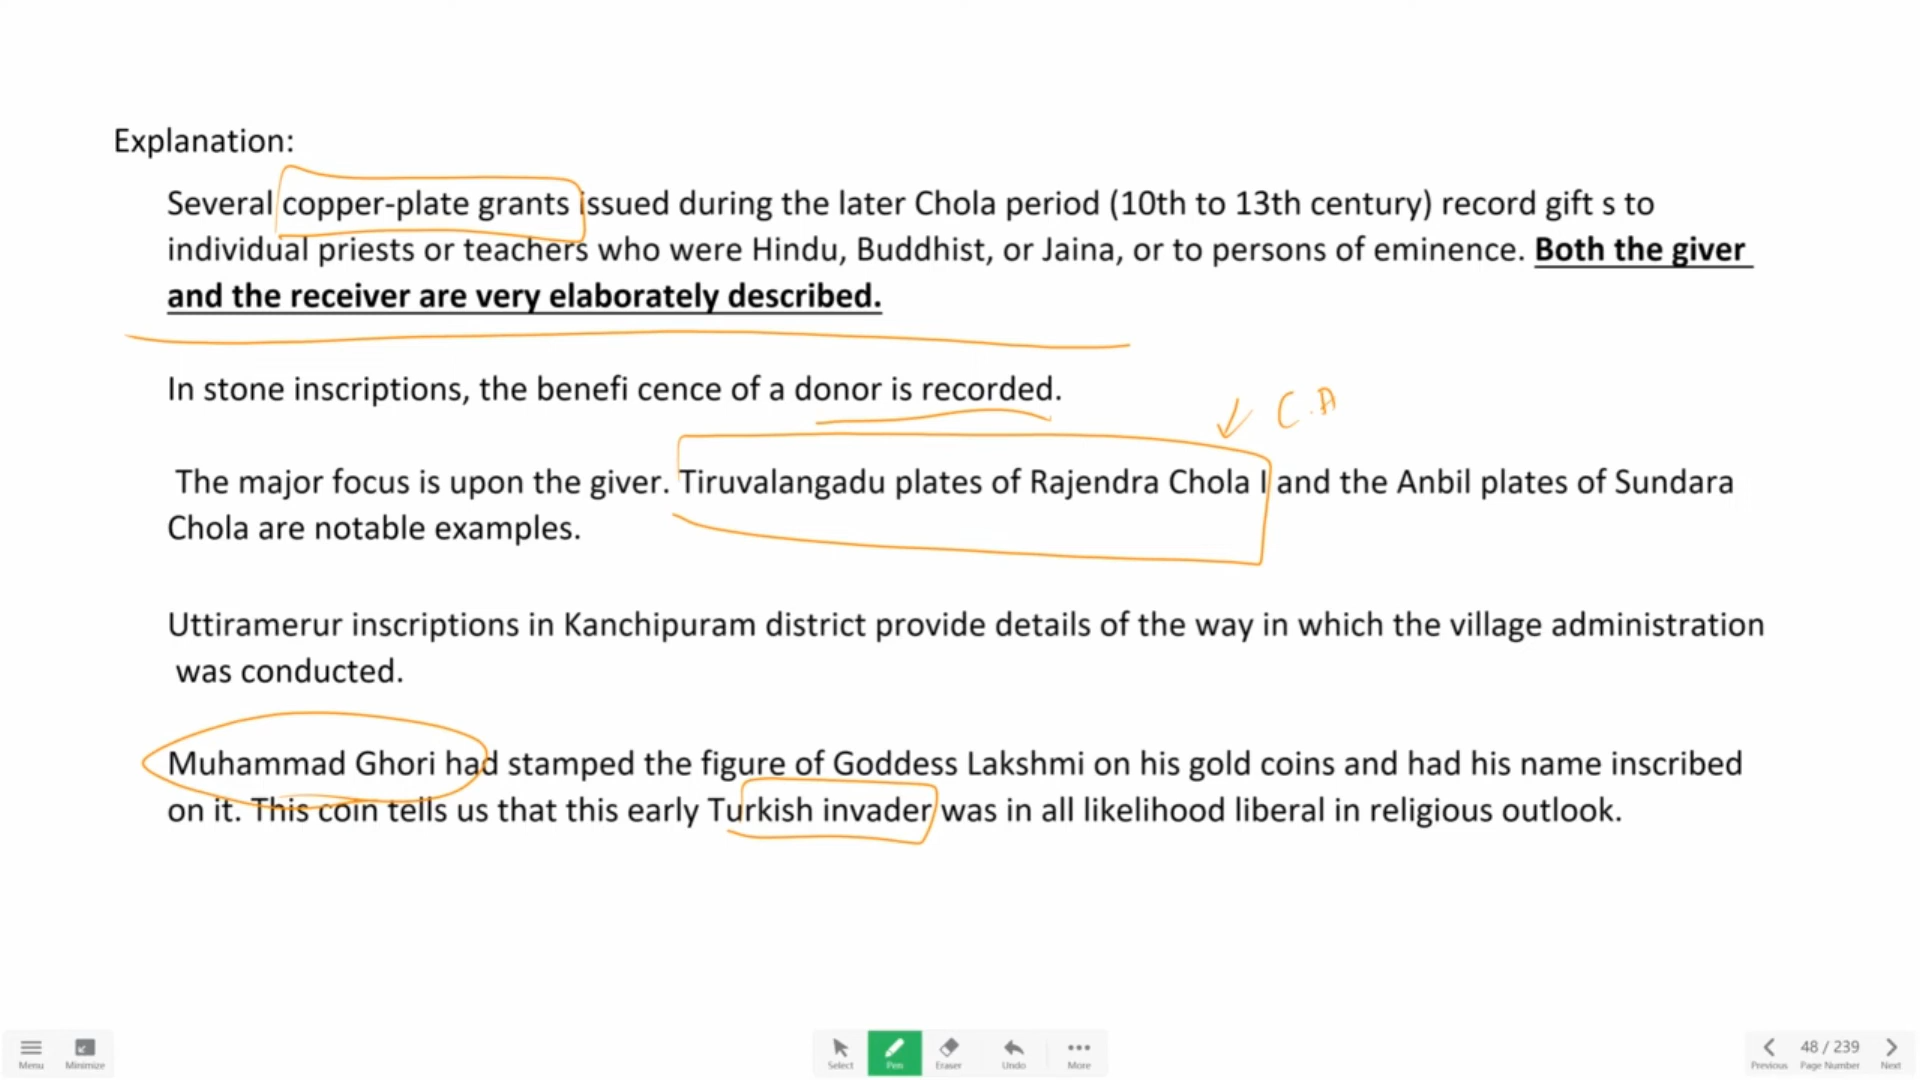 Explanation:
Several copper-plate grants issued during the later Chola period (10th to 13th century) record gift s to
individual priests or teachers who were Hindu, Buddhist, or Jaina, or to persons of eminence. Both the giver
and the receiver are very elaborately described.
In stone inscriptions, the benefi cence of a donor is recorded.
C.A
The major focus is upon the giver. Tiruvalangadu plates of Rajendra Chola I and the Anbil plates of Sundara
Chola are notable examples.
Uttiramerur inscriptions in Kanchipuram district provide details of the way in which the village administration
was conducted.
Muhammad Ghori had stamped the figure of Goddess Lakshmi on his gold coins and had his name inscribed
on it. This coin tells us that this early Turkish invader was in all likelihood liberal in religious outlook.
Menu Minimize Select Pen Eraser Undo More Previous 48 / 239 Page Number Next